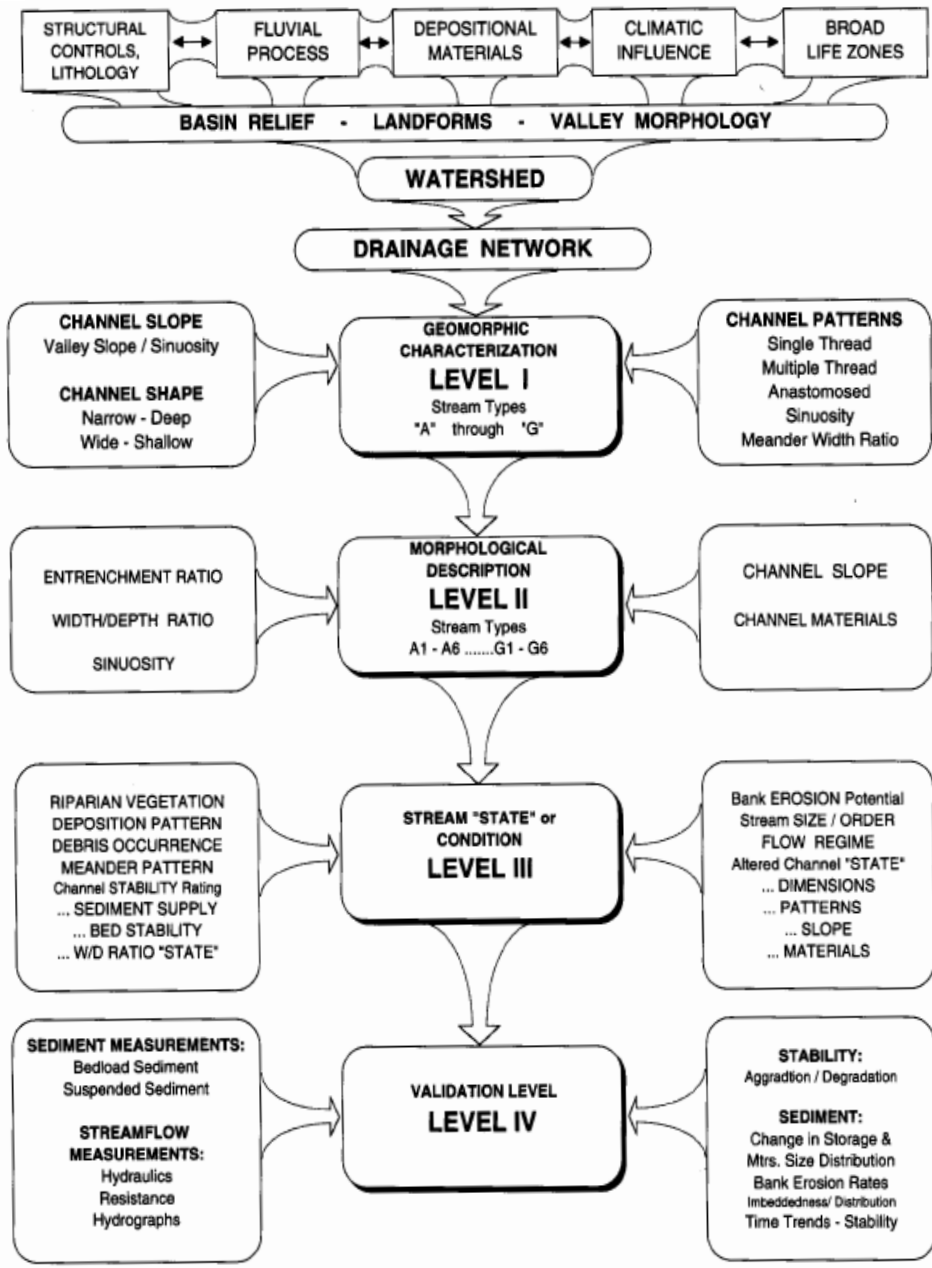 STRUCTURAL
CONTROLS,
LITHOLOGY
FLUVIAL
PROCESS
DEPOSITIONAL
MATERIALS
CLIMATIC
INFLUENCE
BROAD
LIFE ZONES
BASIN RELIEF - LANDFORMS - VALLEY MORPHOLOGY
WATERSHED
DRAINAGE NETWORK
CHANNEL SLOPE
Valley Slope / Sinuosity
CHANNEL SHAPE
Narrow - Deep
Wide - Shallow
GEOMORPHIC
CHARACTERIZATION
LEVEL I
Stream Types
"A" through "G"
CHANNEL PATTERNS
Single Thread
Multiple Thread
Anastomosed
Sinuosity
Meander Width Ratio
ENTRENCHMENT RATIO
WIDTH/DEPTH RATIO
SINUOSITY
MORPHOLOGICAL
DESCRIPTION
LEVEL II
Stream Types
A1 - A6 .......G1 - G6
CHANNEL SLOPE
CHANNEL MATERIALS
RIPARIAN VEGETATION
DEPOSITION PATTERN
DEBRIS OCCURRENCE
MEANDER PATTERN
Channel STABILITY Rating
... SEDIMENT SUPPLY
... BED STABILITY
... W/D RATIO "STATE"
STREAM "STATE" or
CONDITION
LEVEL III
Bank EROSION Potential
Stream SIZE / ORDER
FLOW REGIME
Altered Channel "STATE"
... DIMENSIONS
... PATTERNS
... SLOPE
... MATERIALS
SEDIMENT MEASUREMENTS:
Bedload Sediment
Suspended Sediment
STREAMFLOW
MEASUREMENTS:
Hydraulics
Resistance
Hydrographs
VALIDATION LEVEL
LEVEL IV
STABILITY:
Aggradtion / Degradation
SEDIMENT:
Change in Storage &
Mtrs. Size Distribution
Bank Erosion Rates
Imbeddedness/ Distribution
Time Trends - Stability